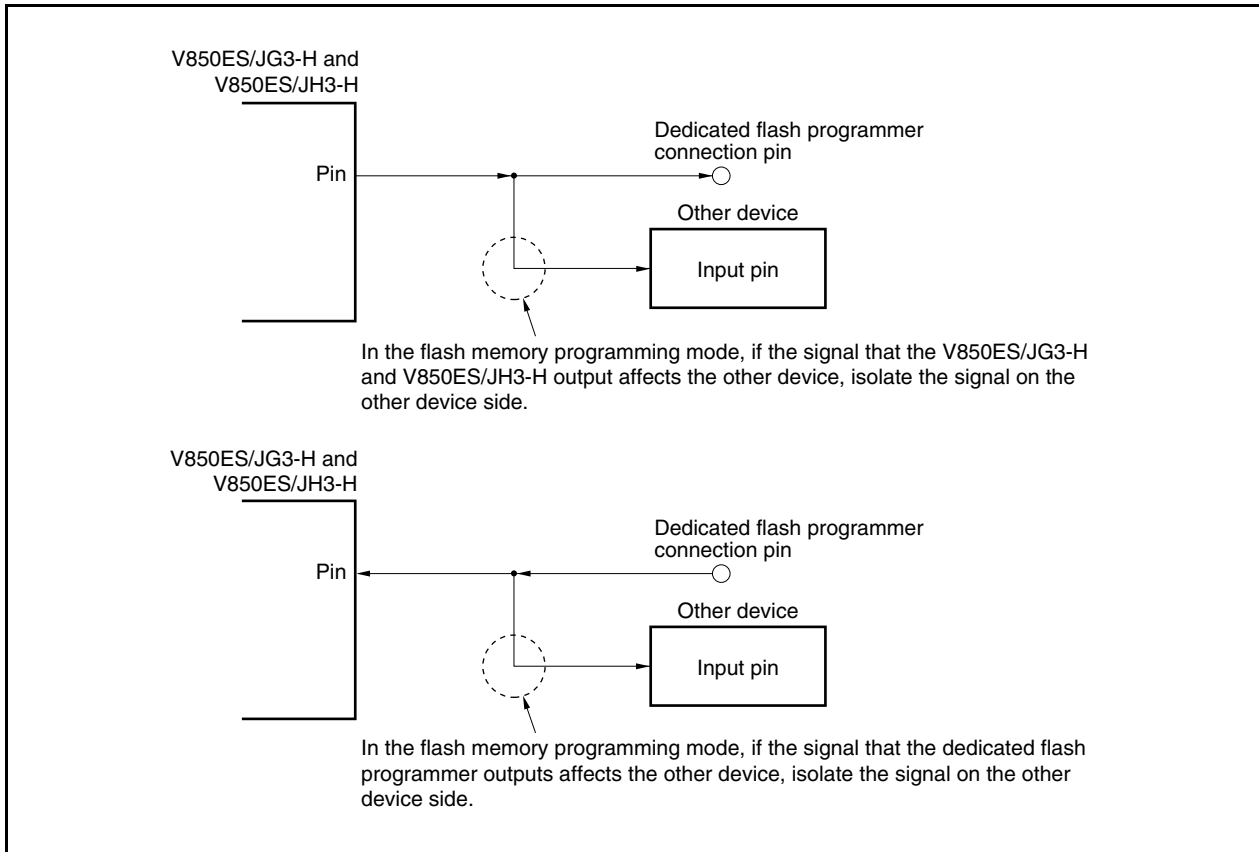 V850ES/JG3-H and
V850ES/JH3-H
Dedicated flash programmer
connection pin
Pin
Other device
Input pin
In the flash memory programming mode, if the signal that the V850ES/JG3-H
and V850ES/JH3-H output affects the other device, isolate the signal on the
other device side.
V850ES/JG3-H and
V850ES/JH3-H
Dedicated flash programmer
connection pin
Pin
Other device
Input pin
In the flash memory programming mode, if the signal that the dedicated flash
programmer outputs affects the other device, isolate the signal on the other
device side.